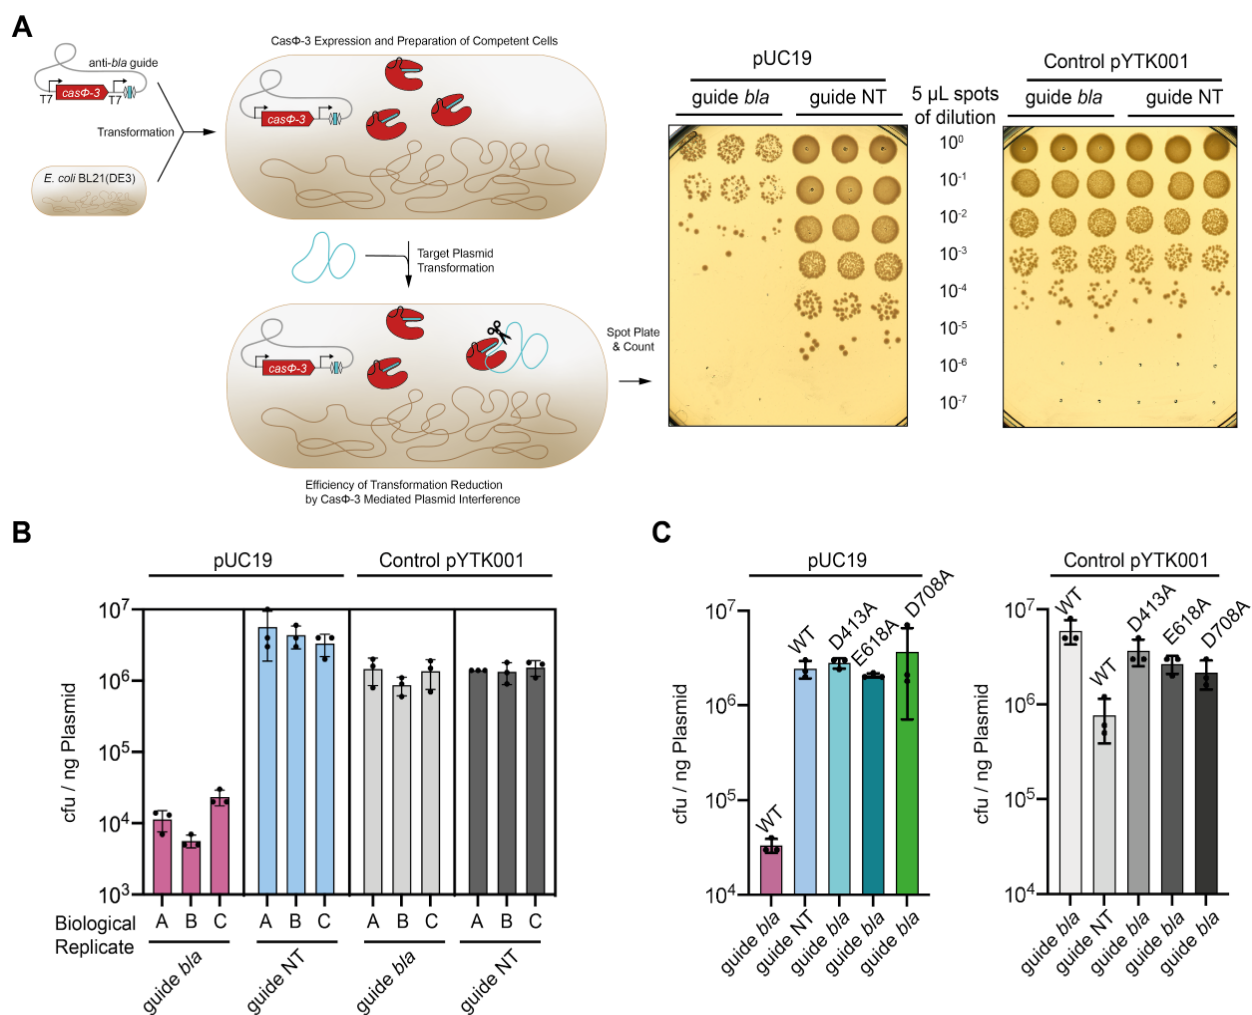 A
CasΦ-3 Expression and Preparation of Competent Cells
anti-bla guide
T7
casΦ-3
T7
Transformation
E. coli BL21(DE3)
casΦ-3
Target Plasmid
Transformation
casΦ-3
Efficiency of Transformation Reduction
by CasΦ-3 Mediated Plasmid Interference
Spot Plate
& Count
pUC19
guide bla
guide NT
5 µL spots
of dilution
Control pYTK001
guide bla
guide NT
10⁰
10⁻¹
10⁻²
10⁻³
10⁻⁴
10⁻⁵
10⁻⁶
10⁻⁷
B
pUC19
Control pYTK001
cfu / ng Plasmid
10⁷
10⁶
10⁵
10⁴
10³
Biological
Replicate
A B C
A B C
A B C
A B C
guide bla
guide NT
guide bla
guide NT
C
pUC19
cfu / ng Plasmid
10⁷
10⁶
10⁵
10⁴
WT
WT
D413A
E618A
D708A
guide bla
guide NT
guide bla
guide bla
guide bla
Control pYTK001
cfu / ng Plasmid
10⁷
10⁶
10⁵
10⁴
WT
WT
D413A
E618A
D708A
guide bla
guide NT
guide bla
guide bla
guide bla